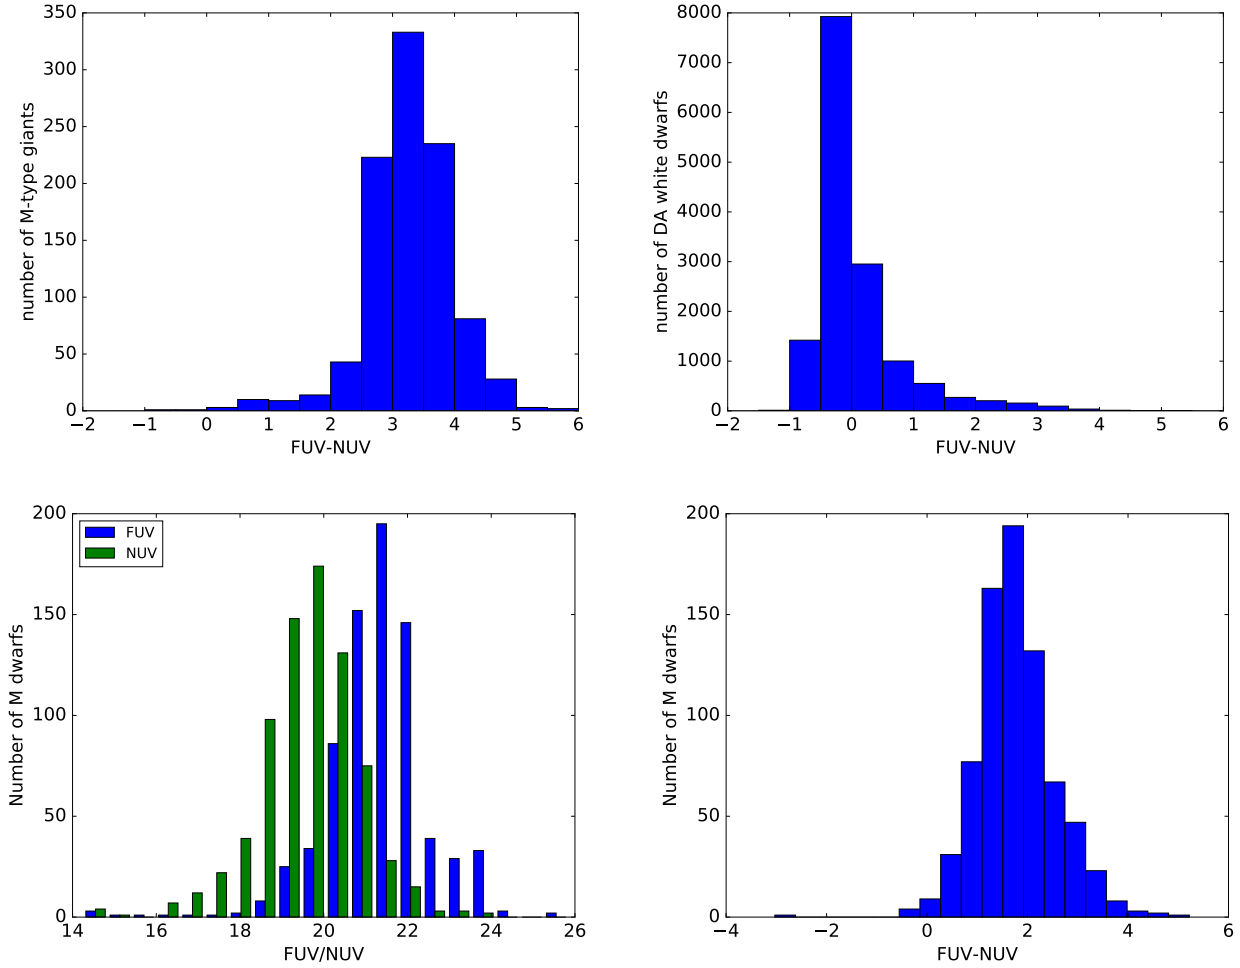 350
300
250
200
150
100
50
0
number of M-type giants
−2 −1 0 1 2 3 4 5 6
FUV-NUV
8000
7000
6000
5000
4000
3000
2000
1000
0
number of DA white dwarfs
−2 −1 0 1 2 3 4 5 6
FUV-NUV
200
150
100
50
0
Number of M dwarfs
FUV
NUV
14 16 18 20 22 24 26
FUV/NUV
200
150
100
50
0
Number of M dwarfs
−4 −2 0 2 4 6
FUV-NUV